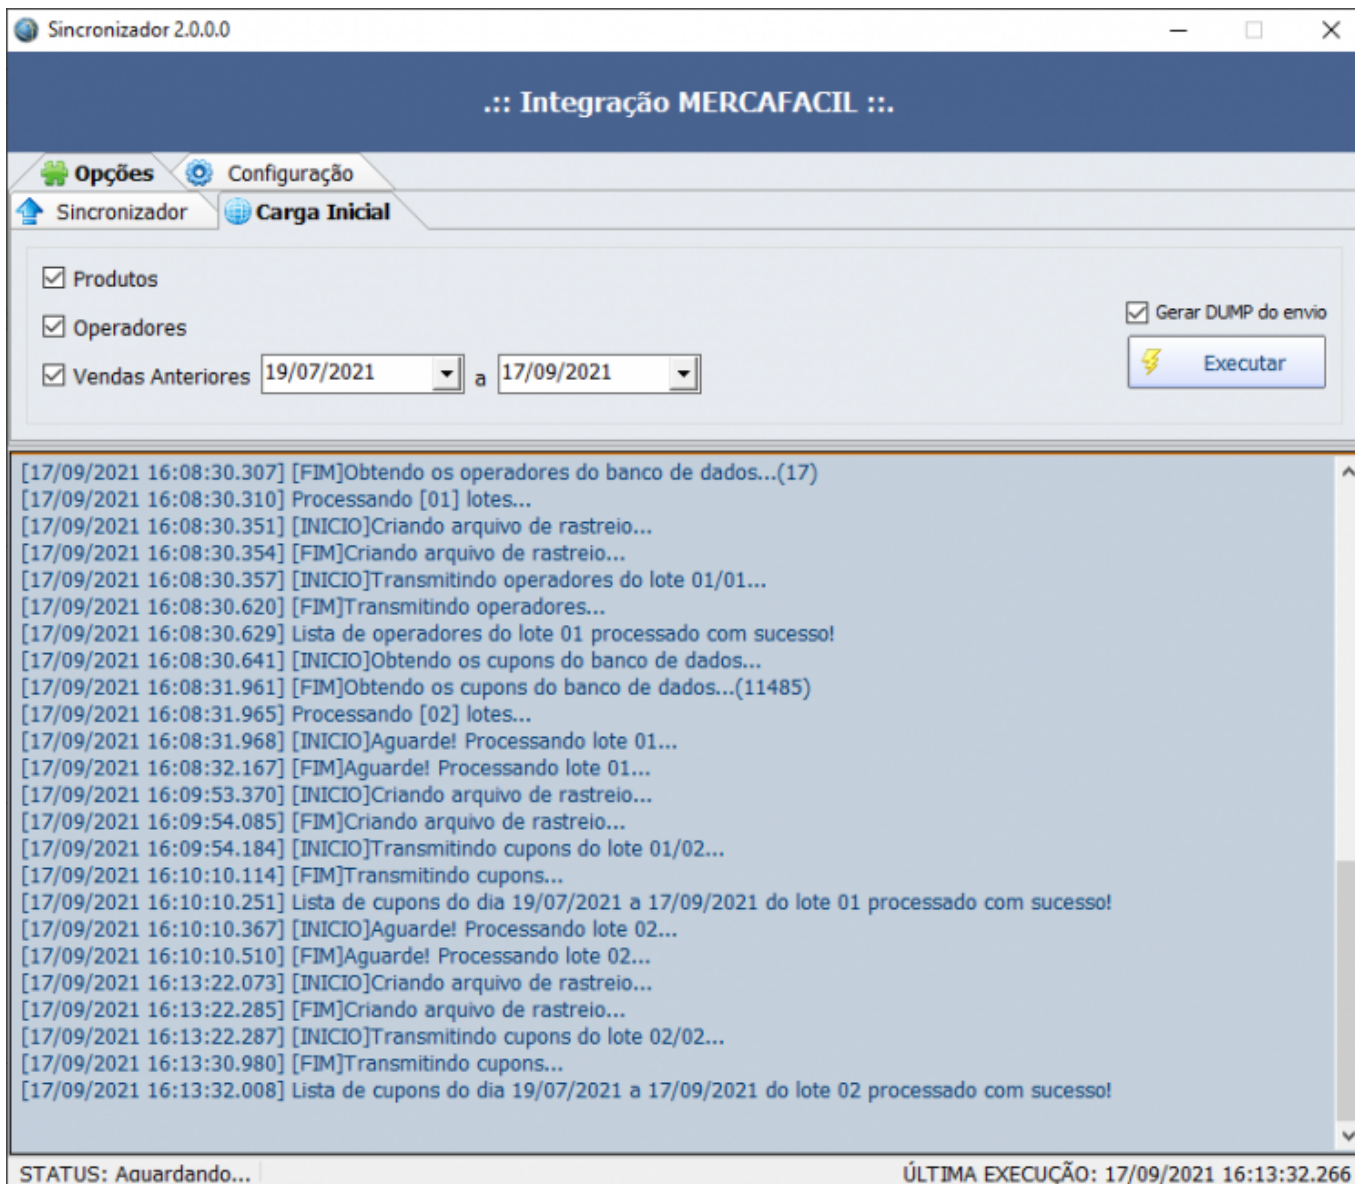 Sincronizador 2.0.0.0
.:: Integração MERCAFACIL ::.
Opções Configuração
Sincronizador Carga Inicial
Produtos
Gerar DUMP do envio
Operadores
Executar
Vendas Anteriores 19/07/2021 a 17/09/2021
[17/09/2021 16:08:30.307] [FIM]Obtendo os operadores do banco de dados...(17)
[17/09/2021 16:08:30.310] Processando [01] lotes...
[17/09/2021 16:08:30.351] [INICIO]Criando arquivo de rastreio...
[17/09/2021 16:08:30.354] [FIM]Criando arquivo de rastreio...
[17/09/2021 16:08:30.357] [INICIO]Transmitindo operadores do lote 01/01...
[17/09/2021 16:08:30.620] [FIM]Transmitindo operadores...
[17/09/2021 16:08:30.629] Lista de operadores do lote 01 processado com sucesso!
[17/09/2021 16:08:30.641] [INICIO]Obtendo os cupons do banco de dados...
[17/09/2021 16:08:31.961] [FIM]Obtendo os cupons do banco de dados...(11485)
[17/09/2021 16:08:31.965] Processando [02] lotes...
[17/09/2021 16:08:31.968] [INICIO]Aguarde! Processando lote 01...
[17/09/2021 16:08:32.167] [FIM]Aguarde! Processando lote 01...
[17/09/2021 16:09:53.370] [INICIO]Criando arquivo de rastreio...
[17/09/2021 16:09:54.085] [FIM]Criando arquivo de rastreio...
[17/09/2021 16:09:54.184] [INICIO]Transmitindo cupons do lote 01/02...
[17/09/2021 16:10:10.114] [FIM]Transmitindo cupons...
[17/09/2021 16:10:10.251] Lista de cupons do dia 19/07/2021 a 17/09/2021 do lote 01 processado com sucesso!
[17/09/2021 16:10:10.367] [INICIO]Aguarde! Processando lote 02...
[17/09/2021 16:10:10.510] [FIM]Aguarde! Processando lote 02...
[17/09/2021 16:13:22.073] [INICIO]Criando arquivo de rastreio...
[17/09/2021 16:13:22.285] [FIM]Criando arquivo de rastreio...
[17/09/2021 16:13:22.287] [INICIO]Transmitindo cupons do lote 02/02...
[17/09/2021 16:13:30.980] [FIM]Transmitindo cupons...
[17/09/2021 16:13:32.008] Lista de cupons do dia 19/07/2021 a 17/09/2021 do lote 02 processado com sucesso!
STATUS: Aguardando... ÚLTIMA EXECUÇÃO: 17/09/2021 16:13:32.266